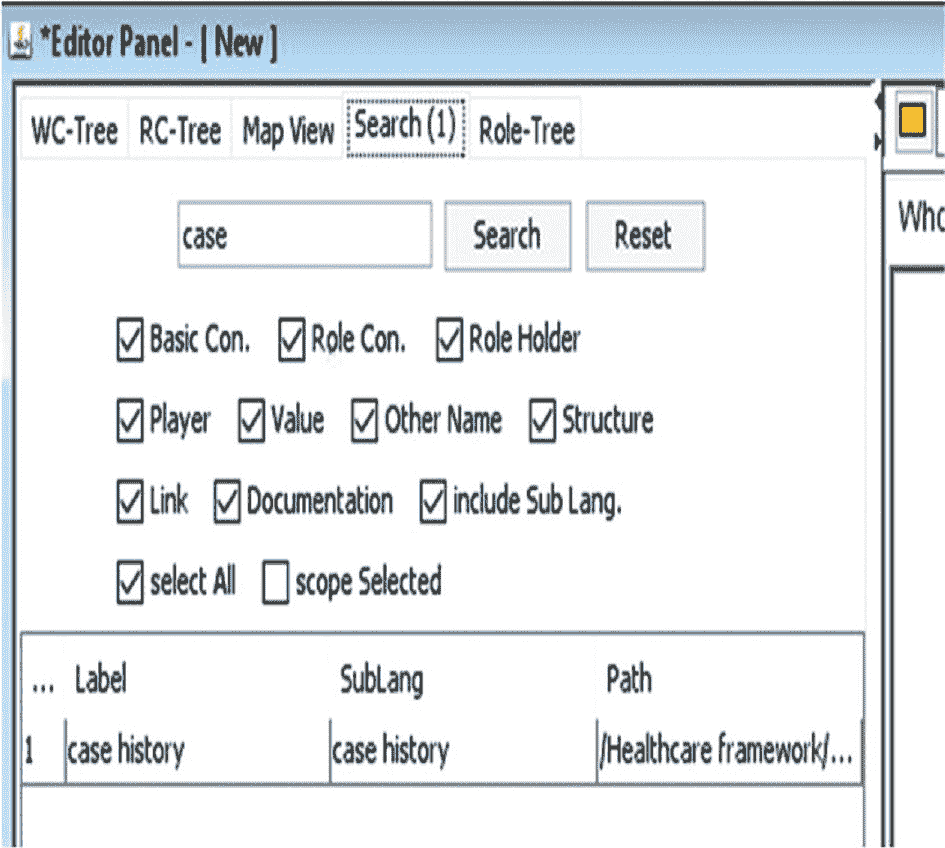 *Editor Panel - [ New ]
WC-Tree RC-Tree Map View Search (1) Role-Tree
case Search Reset
Basic Con. Role Con. Role Holder
Player Value Other Name Structure
Link Documentation include Sub Lang.
select All scope Selected
... Label SubLang Path
1 case history case history /Healthcare framework/...